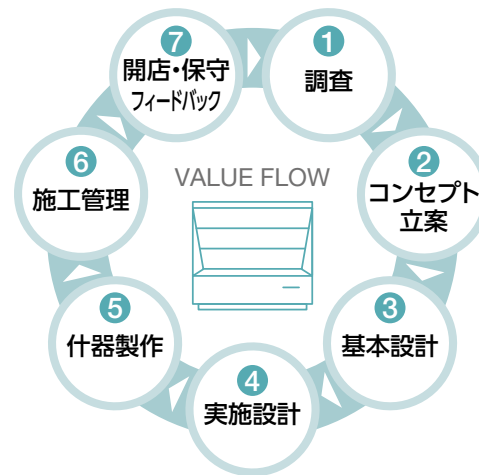 1
調査
2
コンセプト
立案
3
基本設計
4
実施設計
5
什器製作
6
施工管理
7
開店・保守
フィードバック
VALUE FLOW